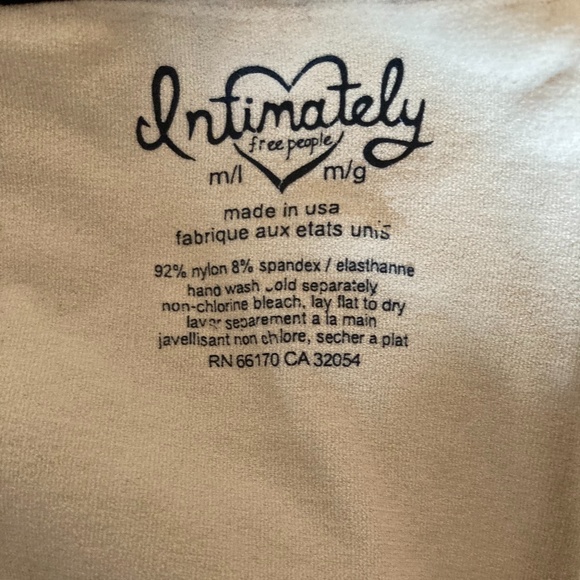 Intimately
free people
m/l m/g
made in usa
fabrique aux etats unis
92% nylon 8% spandex / elasthanne
hand wash cold separately
non-chlorine bleach, lay flat to dry
laver separement a la main
javellisant non chlore, secher a plat
RN 66170 CA 32054